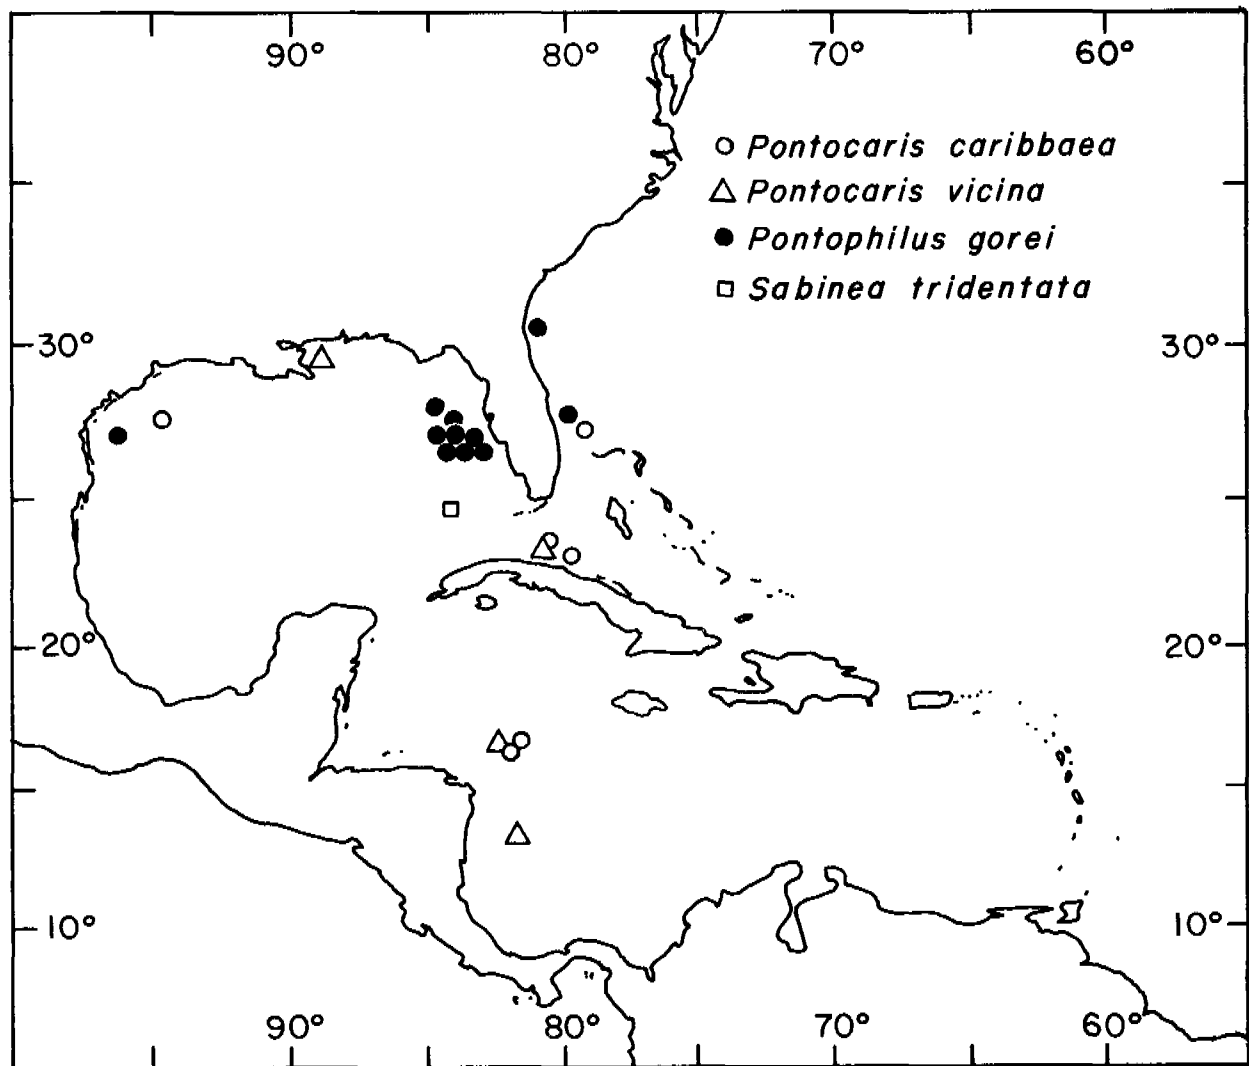 90° 80° 70° 60°
Pontocaris caribbaea
Pontocaris vicina
Pontophilus gorei
Sabinea tridentata
30° 30°
20° 20°
10° 10°
90° 80° 70° 60°